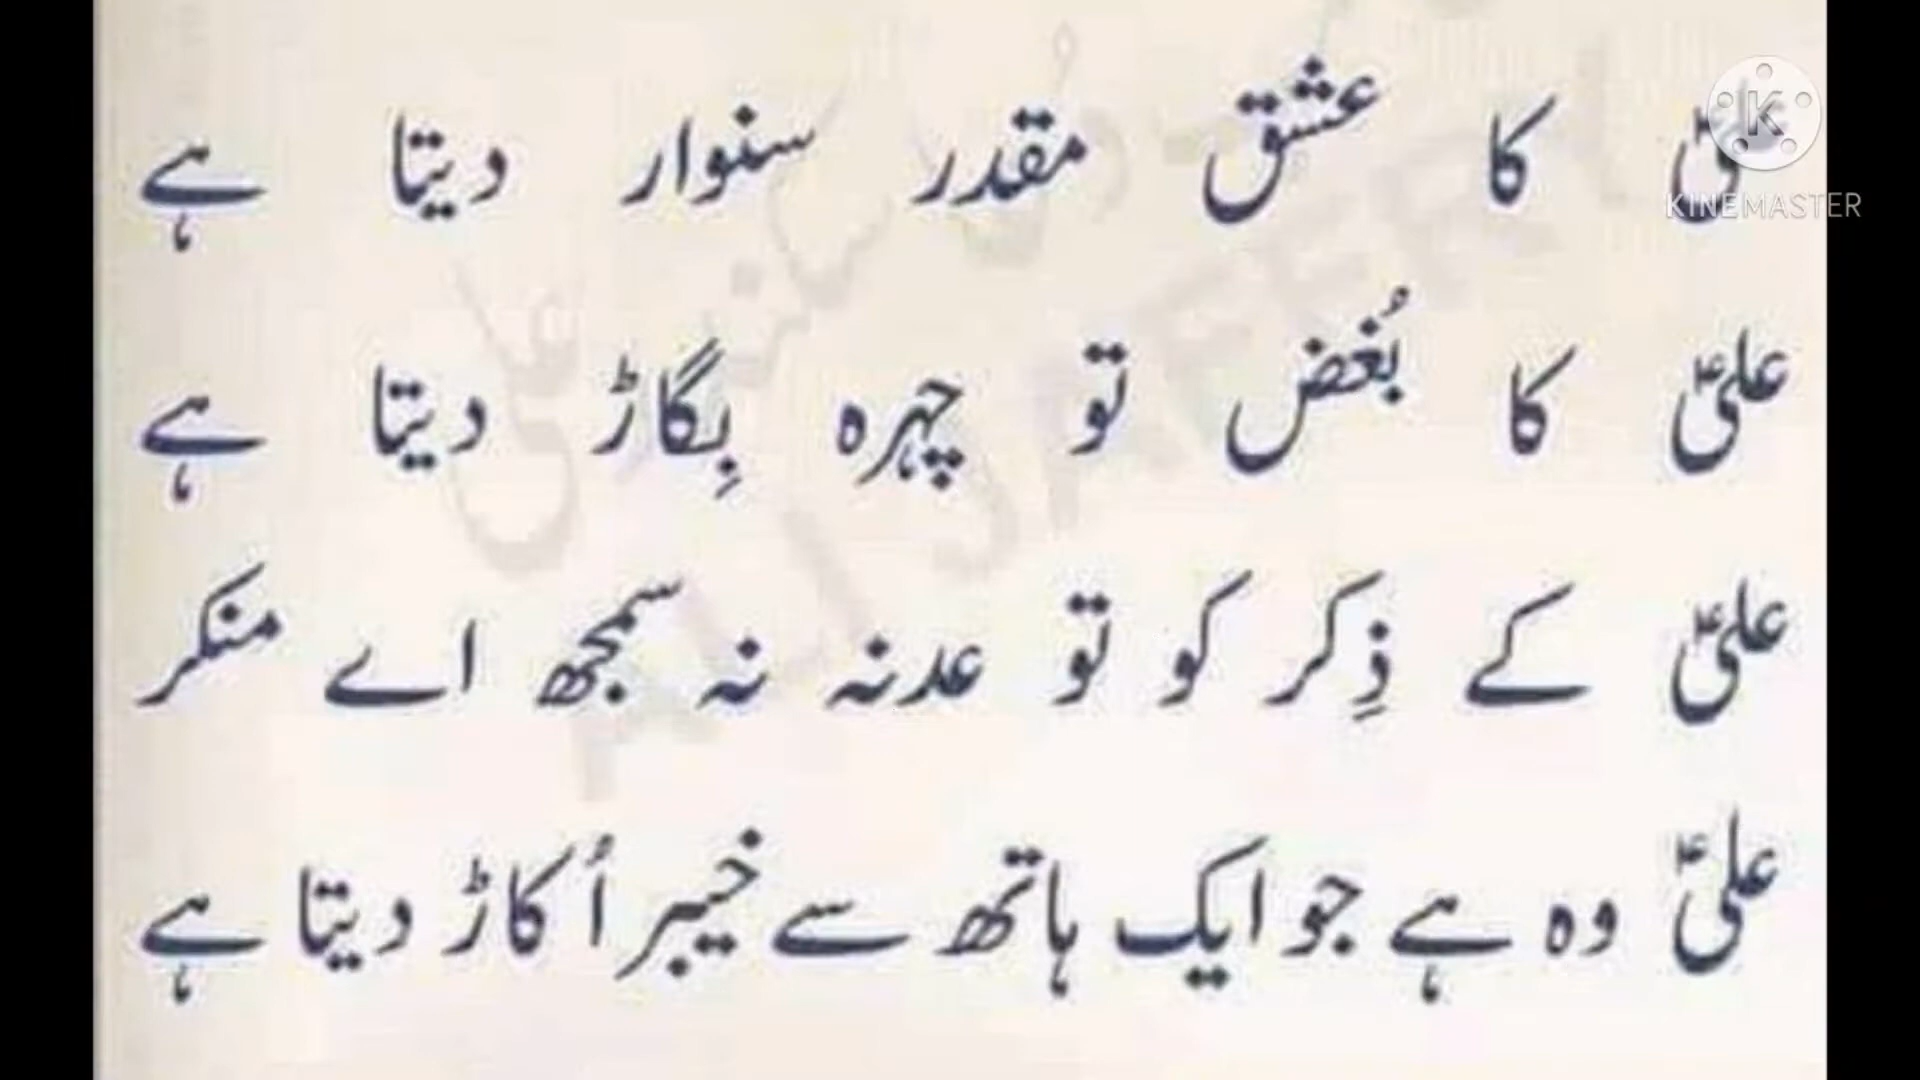 علیؑ کا عشق مقدر سنوار دیتا ہے
علیؑ کا بُغض تو چہرہ بِگاڑ دیتا ہے
علیؑ کے ذِکر کو تو عدنہ نہ سمجھ اے منکر
علیؑ وہ ہے جو ایک ہاتھ سے خیبر اُکاڑ دیتا ہے
KINEMASTER